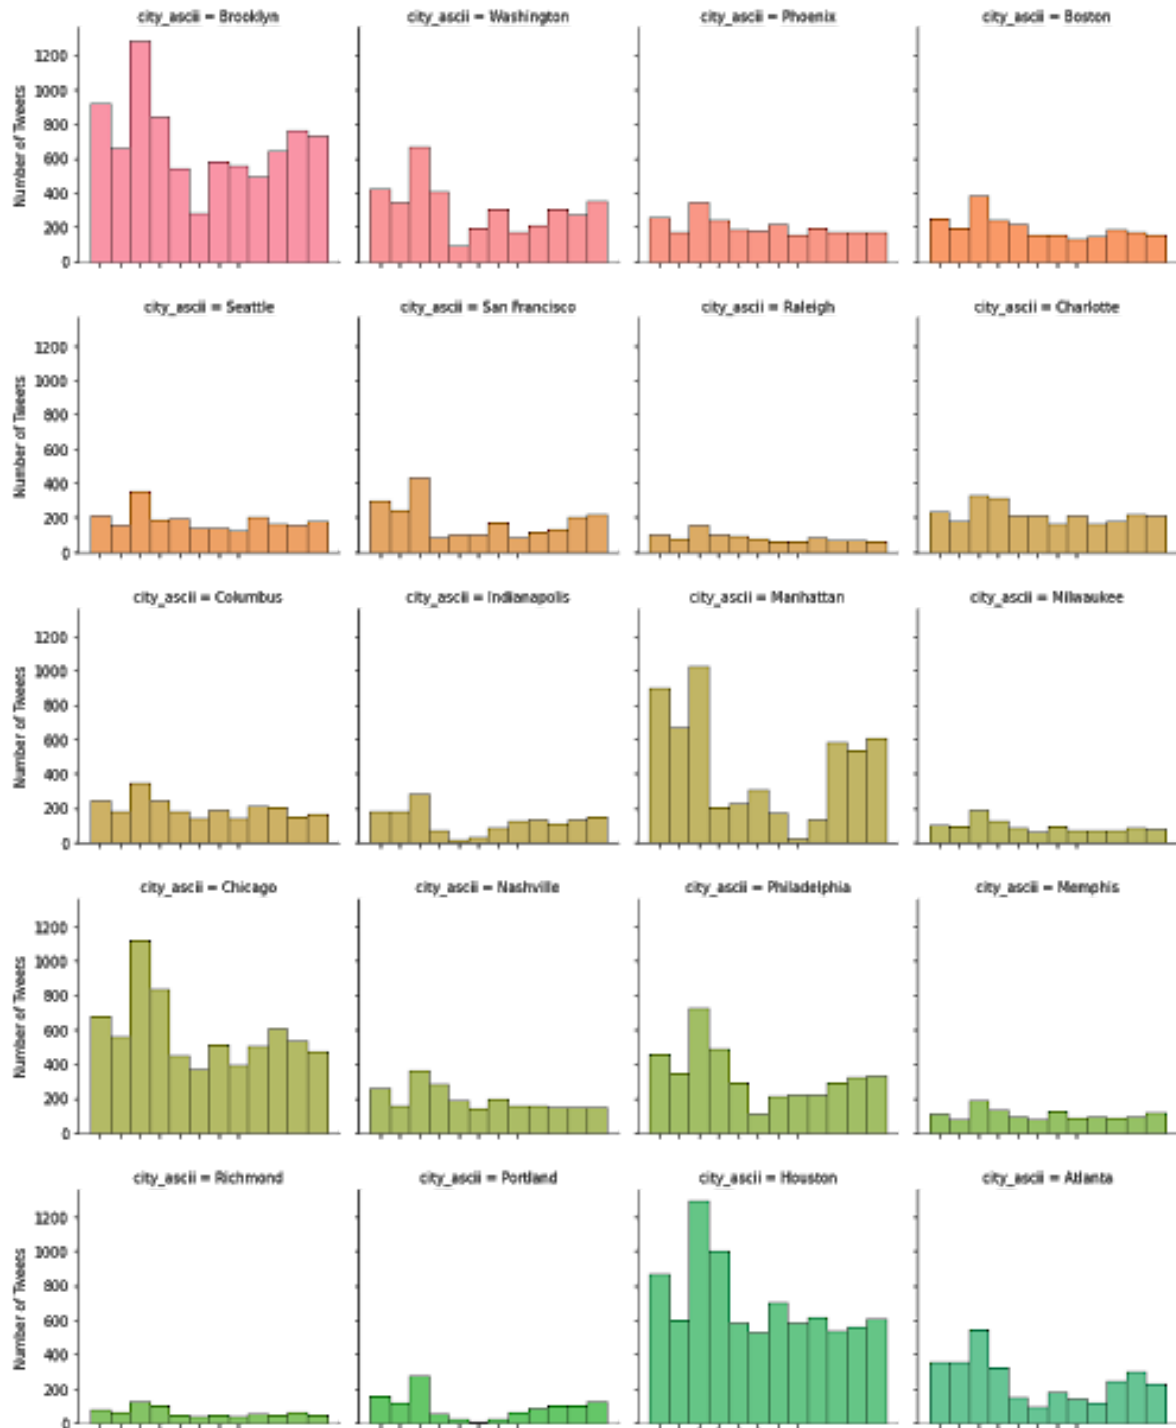 city_ascii = Brooklyn
city_ascii = Washington
city_ascii = Phoenix
city_ascii = Boston
Number of Tweets
1200
1000
800
600
400
200
0
city_ascii = Seattle
city_ascii = San Francisco
city_ascii = Raleigh
city_ascii = Charlotte
Number of Tweets
1200
1000
800
600
400
200
0
city_ascii = Columbus
city_ascii = Indianapolis
city_ascii = Manhattan
city_ascii = Milwaukee
Number of Tweets
1200
1000
800
600
400
200
0
city_ascii = Chicago
city_ascii = Nashville
city_ascii = Philadelphia
city_ascii = Memphis
Number of Tweets
1200
1000
800
600
400
200
0
city_ascii = Richmond
city_ascii = Portland
city_ascii = Houston
city_ascii = Atlanta
Number of Tweets
1200
1000
800
600
400
200
0